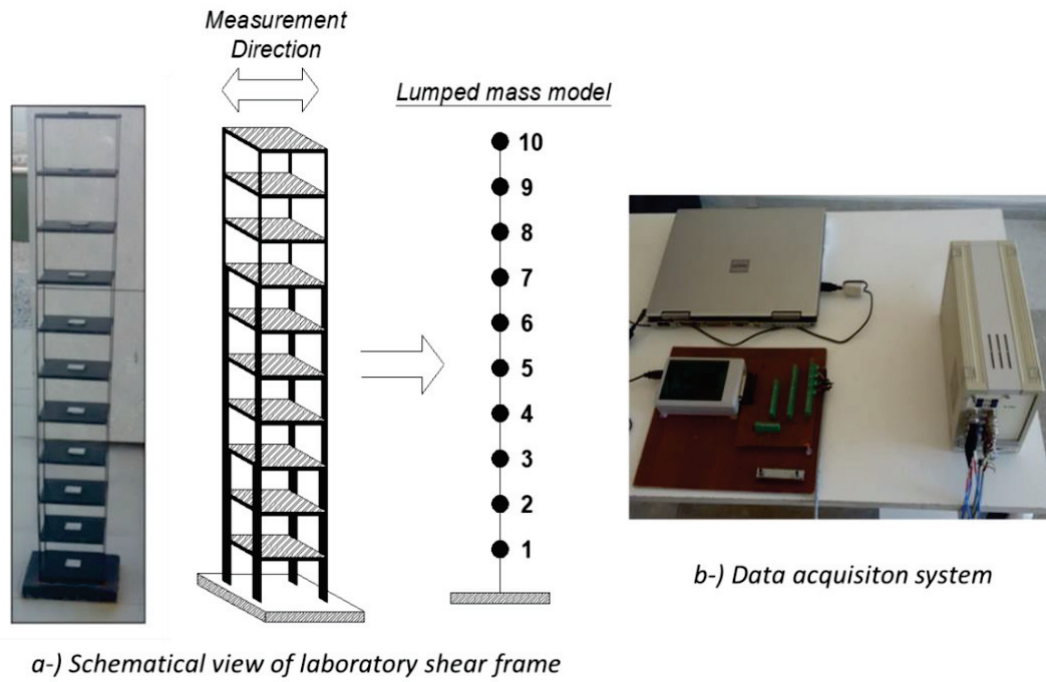 Measurement
Direction
Lumped mass model
10
9
8
7
6
5
4
3
2
1
b-) Data acquisiton system
a-) Schematical view of laboratory shear frame